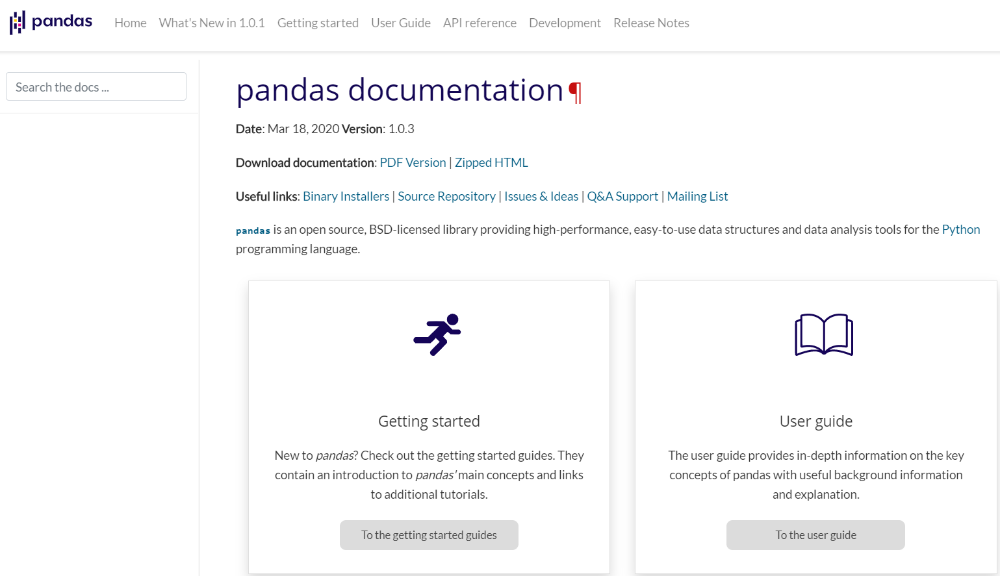 pandas
Home What's New in 1.0.1 Getting started User Guide API reference Development Release Notes
Search the docs ...
pandas documentation¶
Date: Mar 18, 2020 Version: 1.0.3
Download documentation: PDF Version | Zipped HTML
Useful links: Binary Installers | Source Repository | Issues & Ideas | Q&A Support | Mailing List
pandas is an open source, BSD-licensed library providing high-performance, easy-to-use data structures and data analysis tools for the Python
programming language.
Getting started
New to pandas? Check out the getting started guides. They
contain an introduction to pandas' main concepts and links
to additional tutorials.
To the getting started guides
User guide
The user guide provides in-depth information on the key
concepts of pandas with useful background information
and explanation.
To the user guide